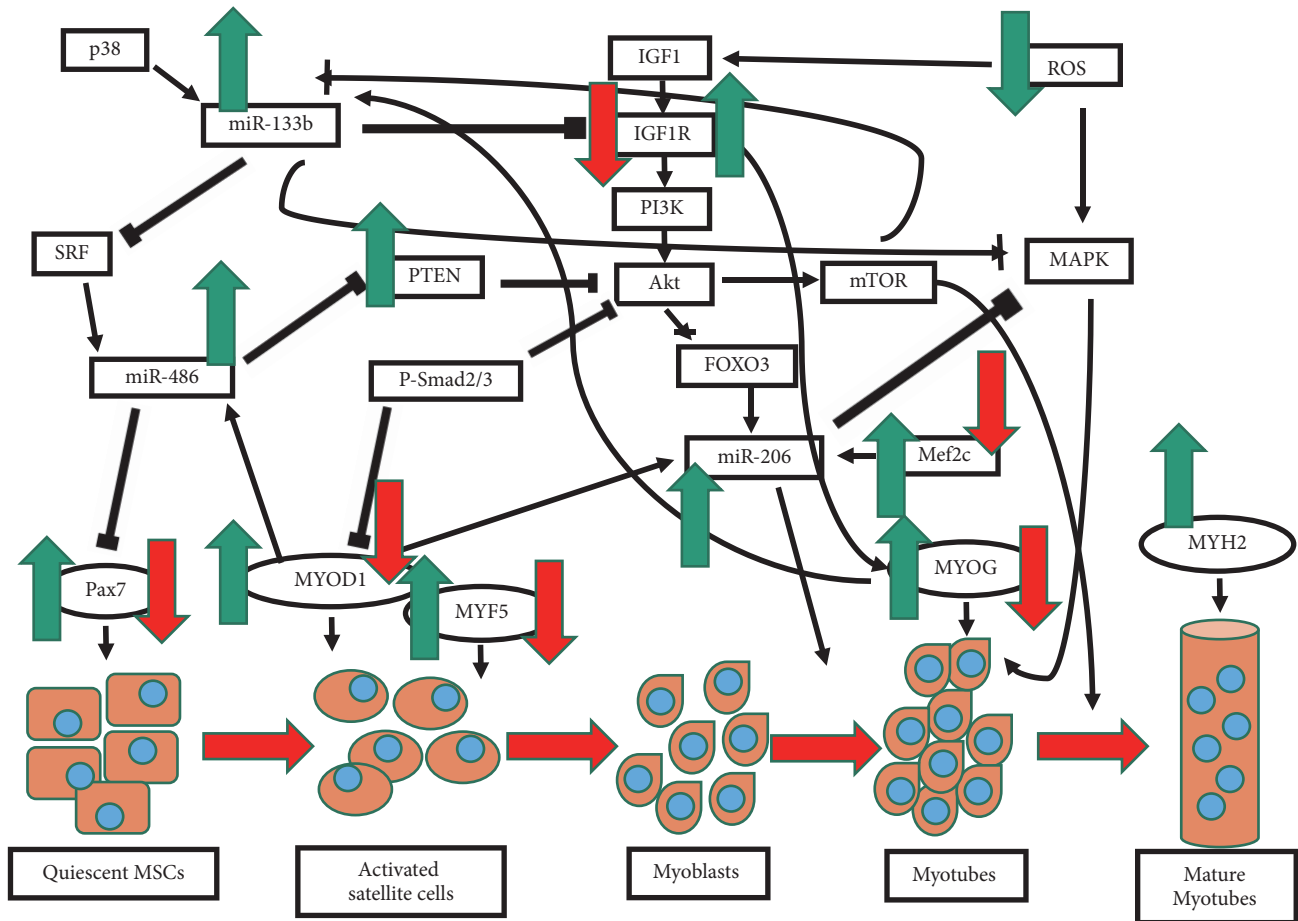 p38
IGF1
ROS
miR-133b
IGF1R
PI3K
SRF
PTEN
Akt
mTOR
MAPK
miR-486
P-Smad2/3
FOXO3
miR-206
Mef2c
MYH2
Pax7
MYOD1
MYF5
MYOG
Quiescent MSCs
Activated
satellite cells
Myoblasts
Myotubes
Mature
Myotubes